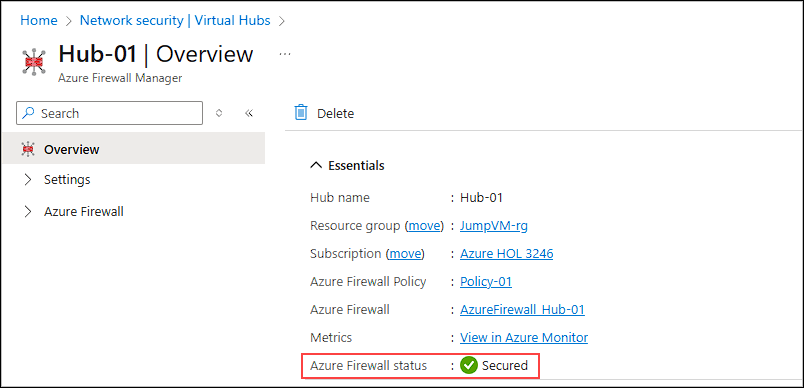 Home > Network security | Virtual Hubs >
Hub-01 | Overview ...
Azure Firewall Manager
Search
Delete
Overview
Settings
Azure Firewall
Essentials
Hub name : Hub-01
Resource group (move) : JumpVM-rg
Subscription (move) : Azure HOL 3246
Azure Firewall Policy : Policy-01
Azure Firewall : AzureFirewall_Hub-01
Metrics : View in Azure Monitor
Azure Firewall status : Secured